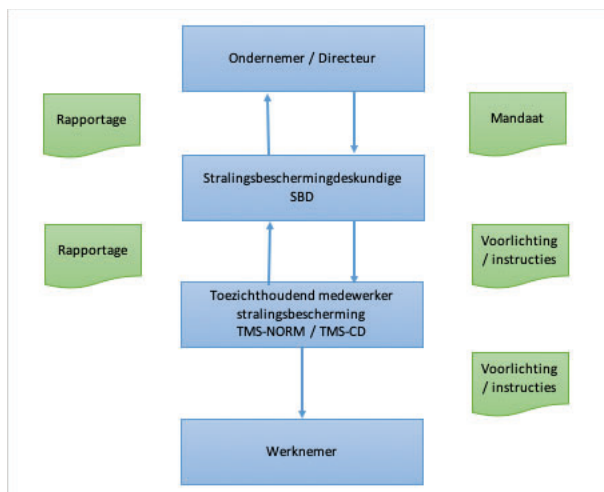 Ondernemer / Directeur
Rapportage
Mandaat
Stralingsbeschermingdeskundige
SBD
Rapportage
Voorlichting
/ instructies
Toezichthoudend medewerker
stralingsbescherming
TMS-NORM / TMS-CD
Voorlichting
/ instructies
Werknemer